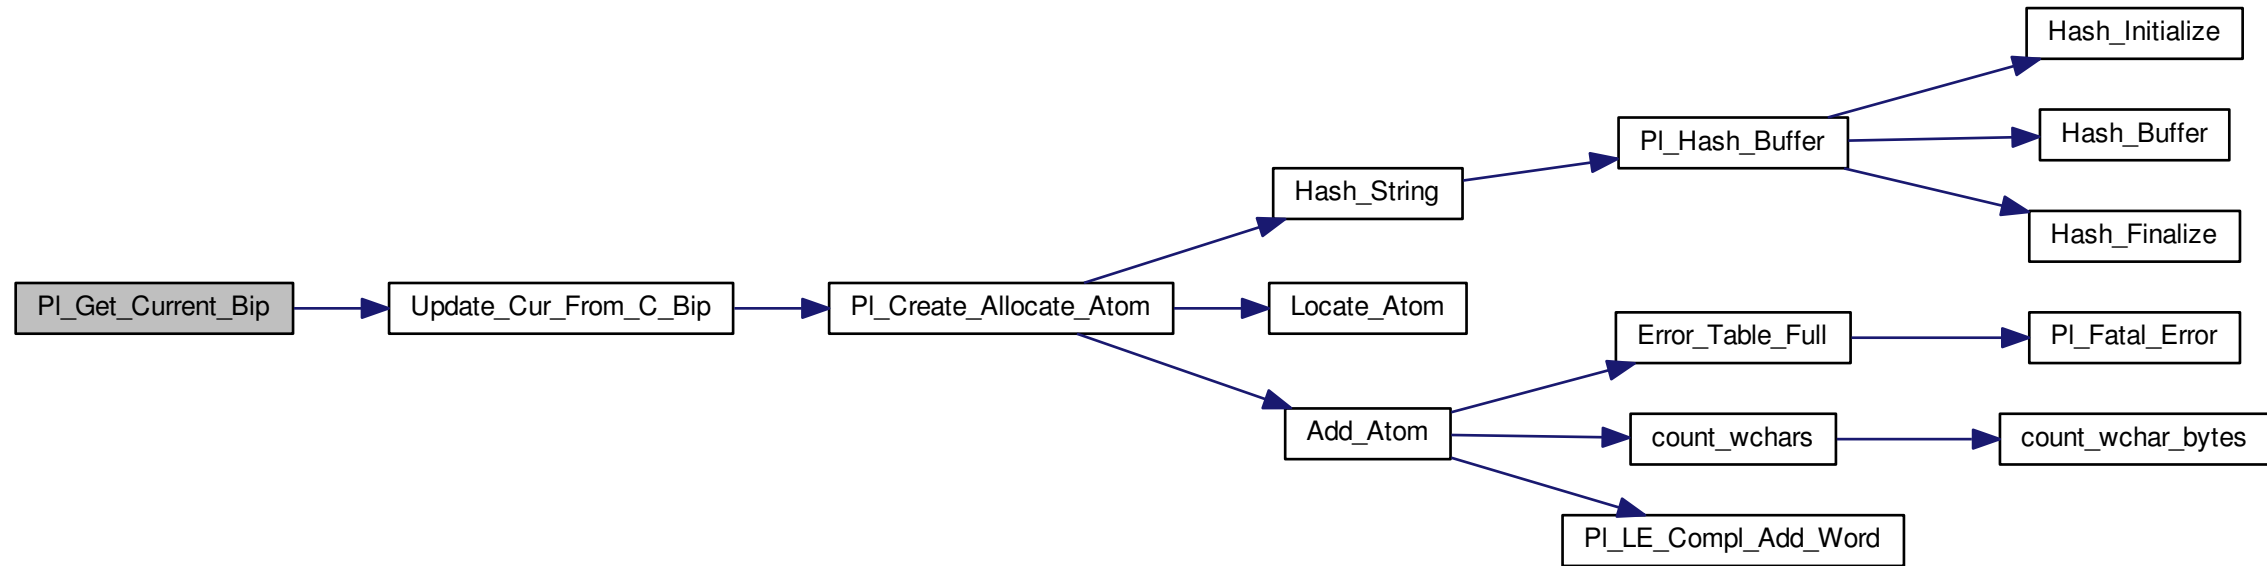 Pl_Get_Current_Bip
Update_Cur_From_C_Bip
Pl_Create_Allocate_Atom
Hash_String
Locate_Atom
Add_Atom
Pl_Hash_Buffer
Error_Table_Full
count_wchars
Pl_LE_Compl_Add_Word
Hash_Initialize
Hash_Buffer
Hash_Finalize
Pl_Fatal_Error
count_wchar_bytes